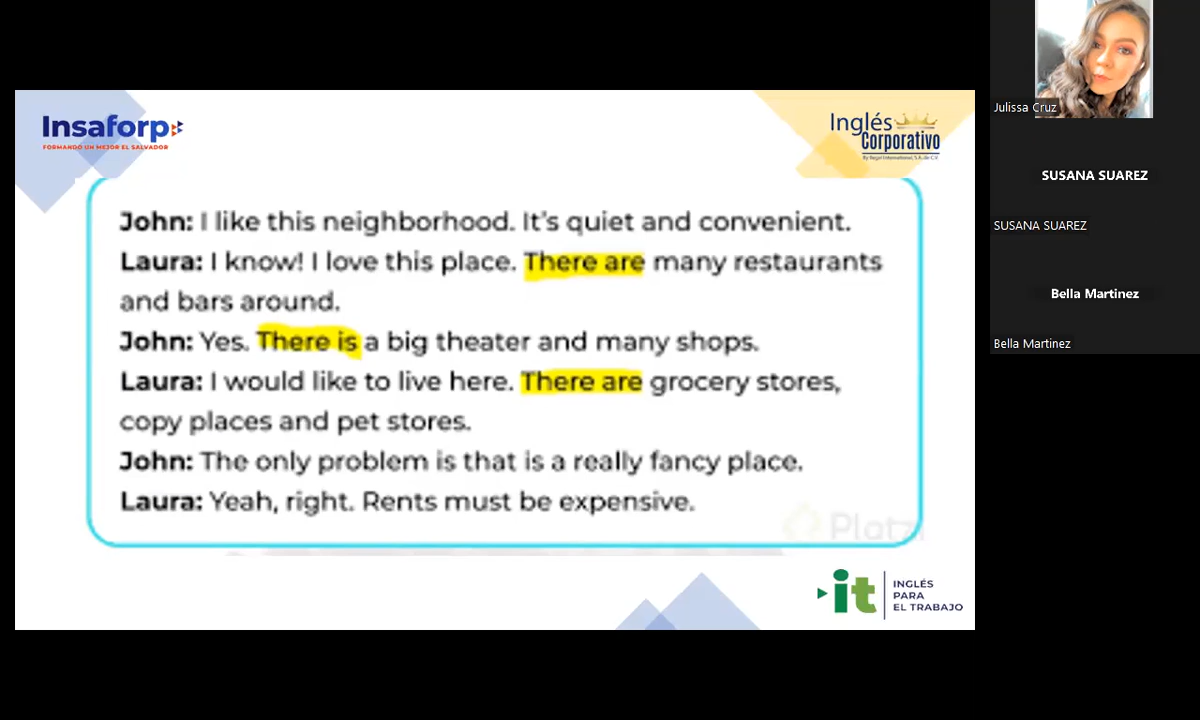 Insaforp
FORMANDO UN MEJOR EL SALVADOR
Inglés
Corporativo
John: I like this neighborhood. It's quiet and convenient.
Laura: I know! I love this place. There are many restaurants
and bars around.
John: Yes. There is a big theater and many shops.
Laura: I would like to live here. There are grocery stores,
copy places and pet stores.
John: The only problem is that is a really fancy place.
Laura: Yeah, right. Rents must be expensive.
it
INGLÉS
PARA
EL TRABAJO
Julissa Cruz
SUSANA SUAREZ
SUSANA SUAREZ
Bella Martinez
Bella Martinez